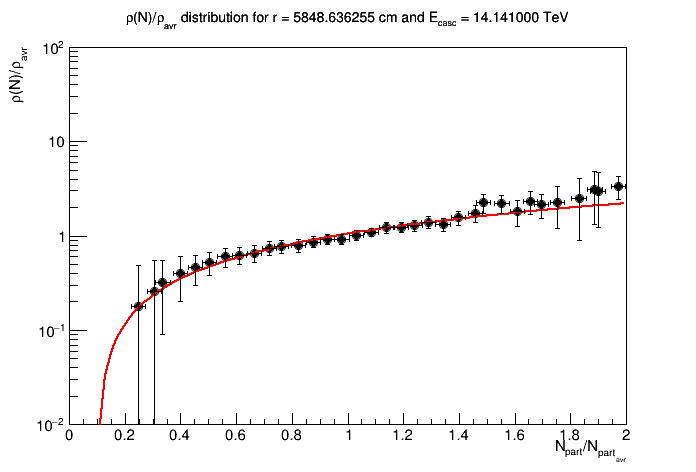 ρ(N)/ρavr distribution for r = 5848.636255 cm and Ecasc = 14.141000 TeV
ρ(N)/ρavr
10²
10
1
10⁻¹
10⁻²
0 0.2 0.4 0.6 0.8 1 1.2 1.4 1.6 1.8 2
Npart/Npartavr